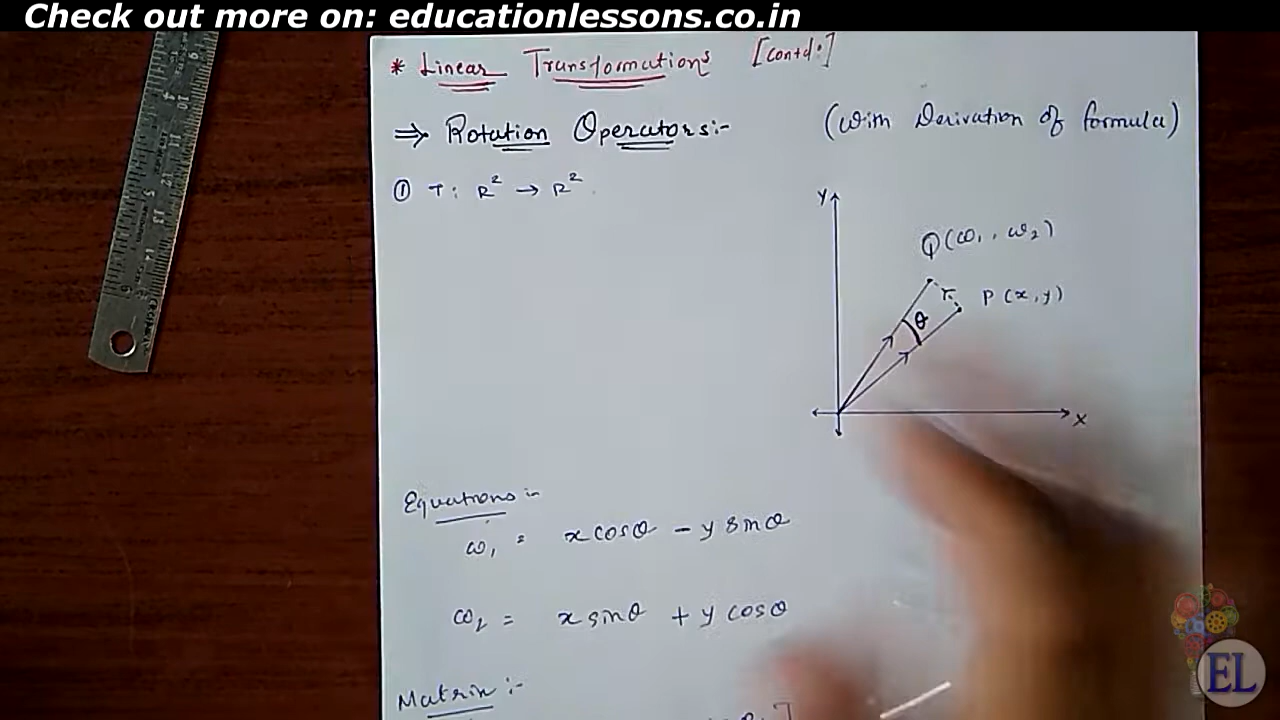 Check out more on: educationlessons.co.in
* Linear Transformations [contd.]
⇒ Rotation Operators:- (With Derivation of formula)
① T: R² → R²
Y
Q(ω₁, ω₂)
P(x,y)
θ
X
Equations:-
ω₁ = x cosθ - y sinθ
ω₂ = x sinθ + y cosθ
Matrix:-
EL